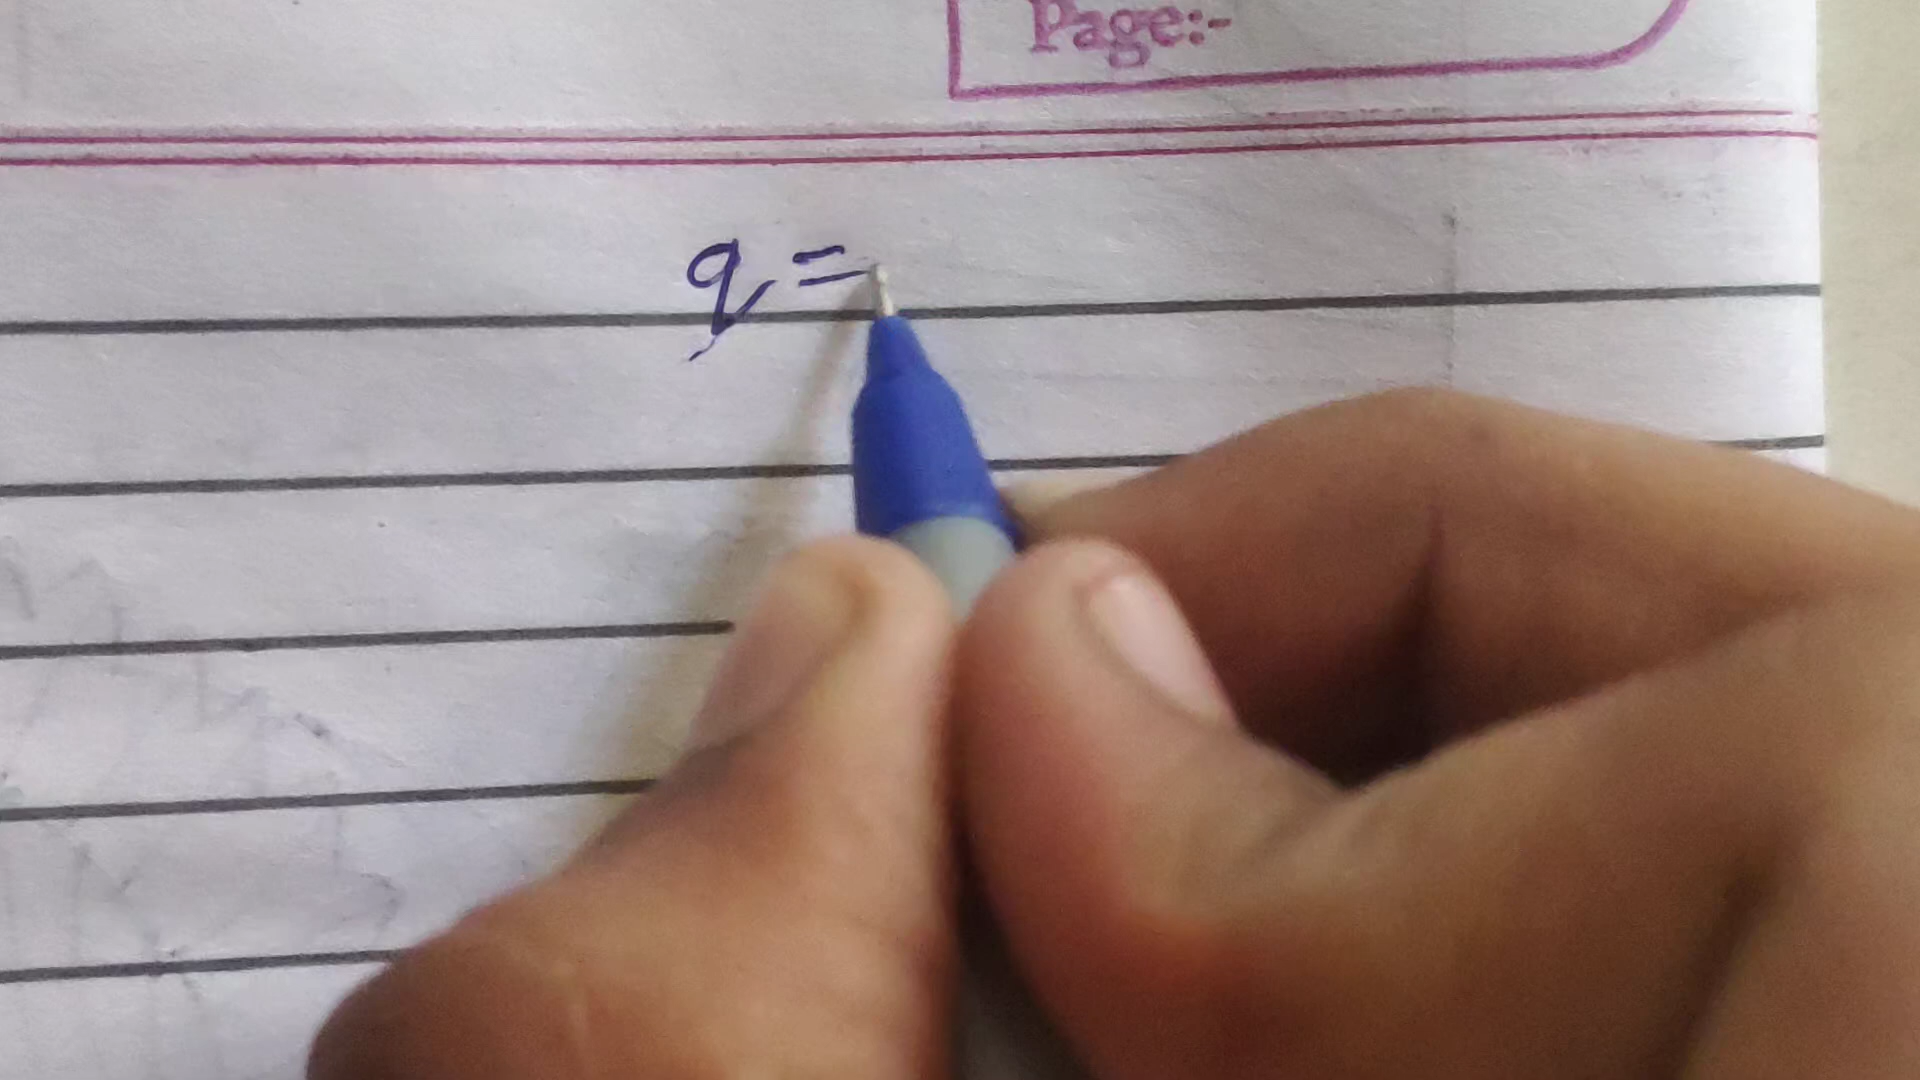 Page:-
q =